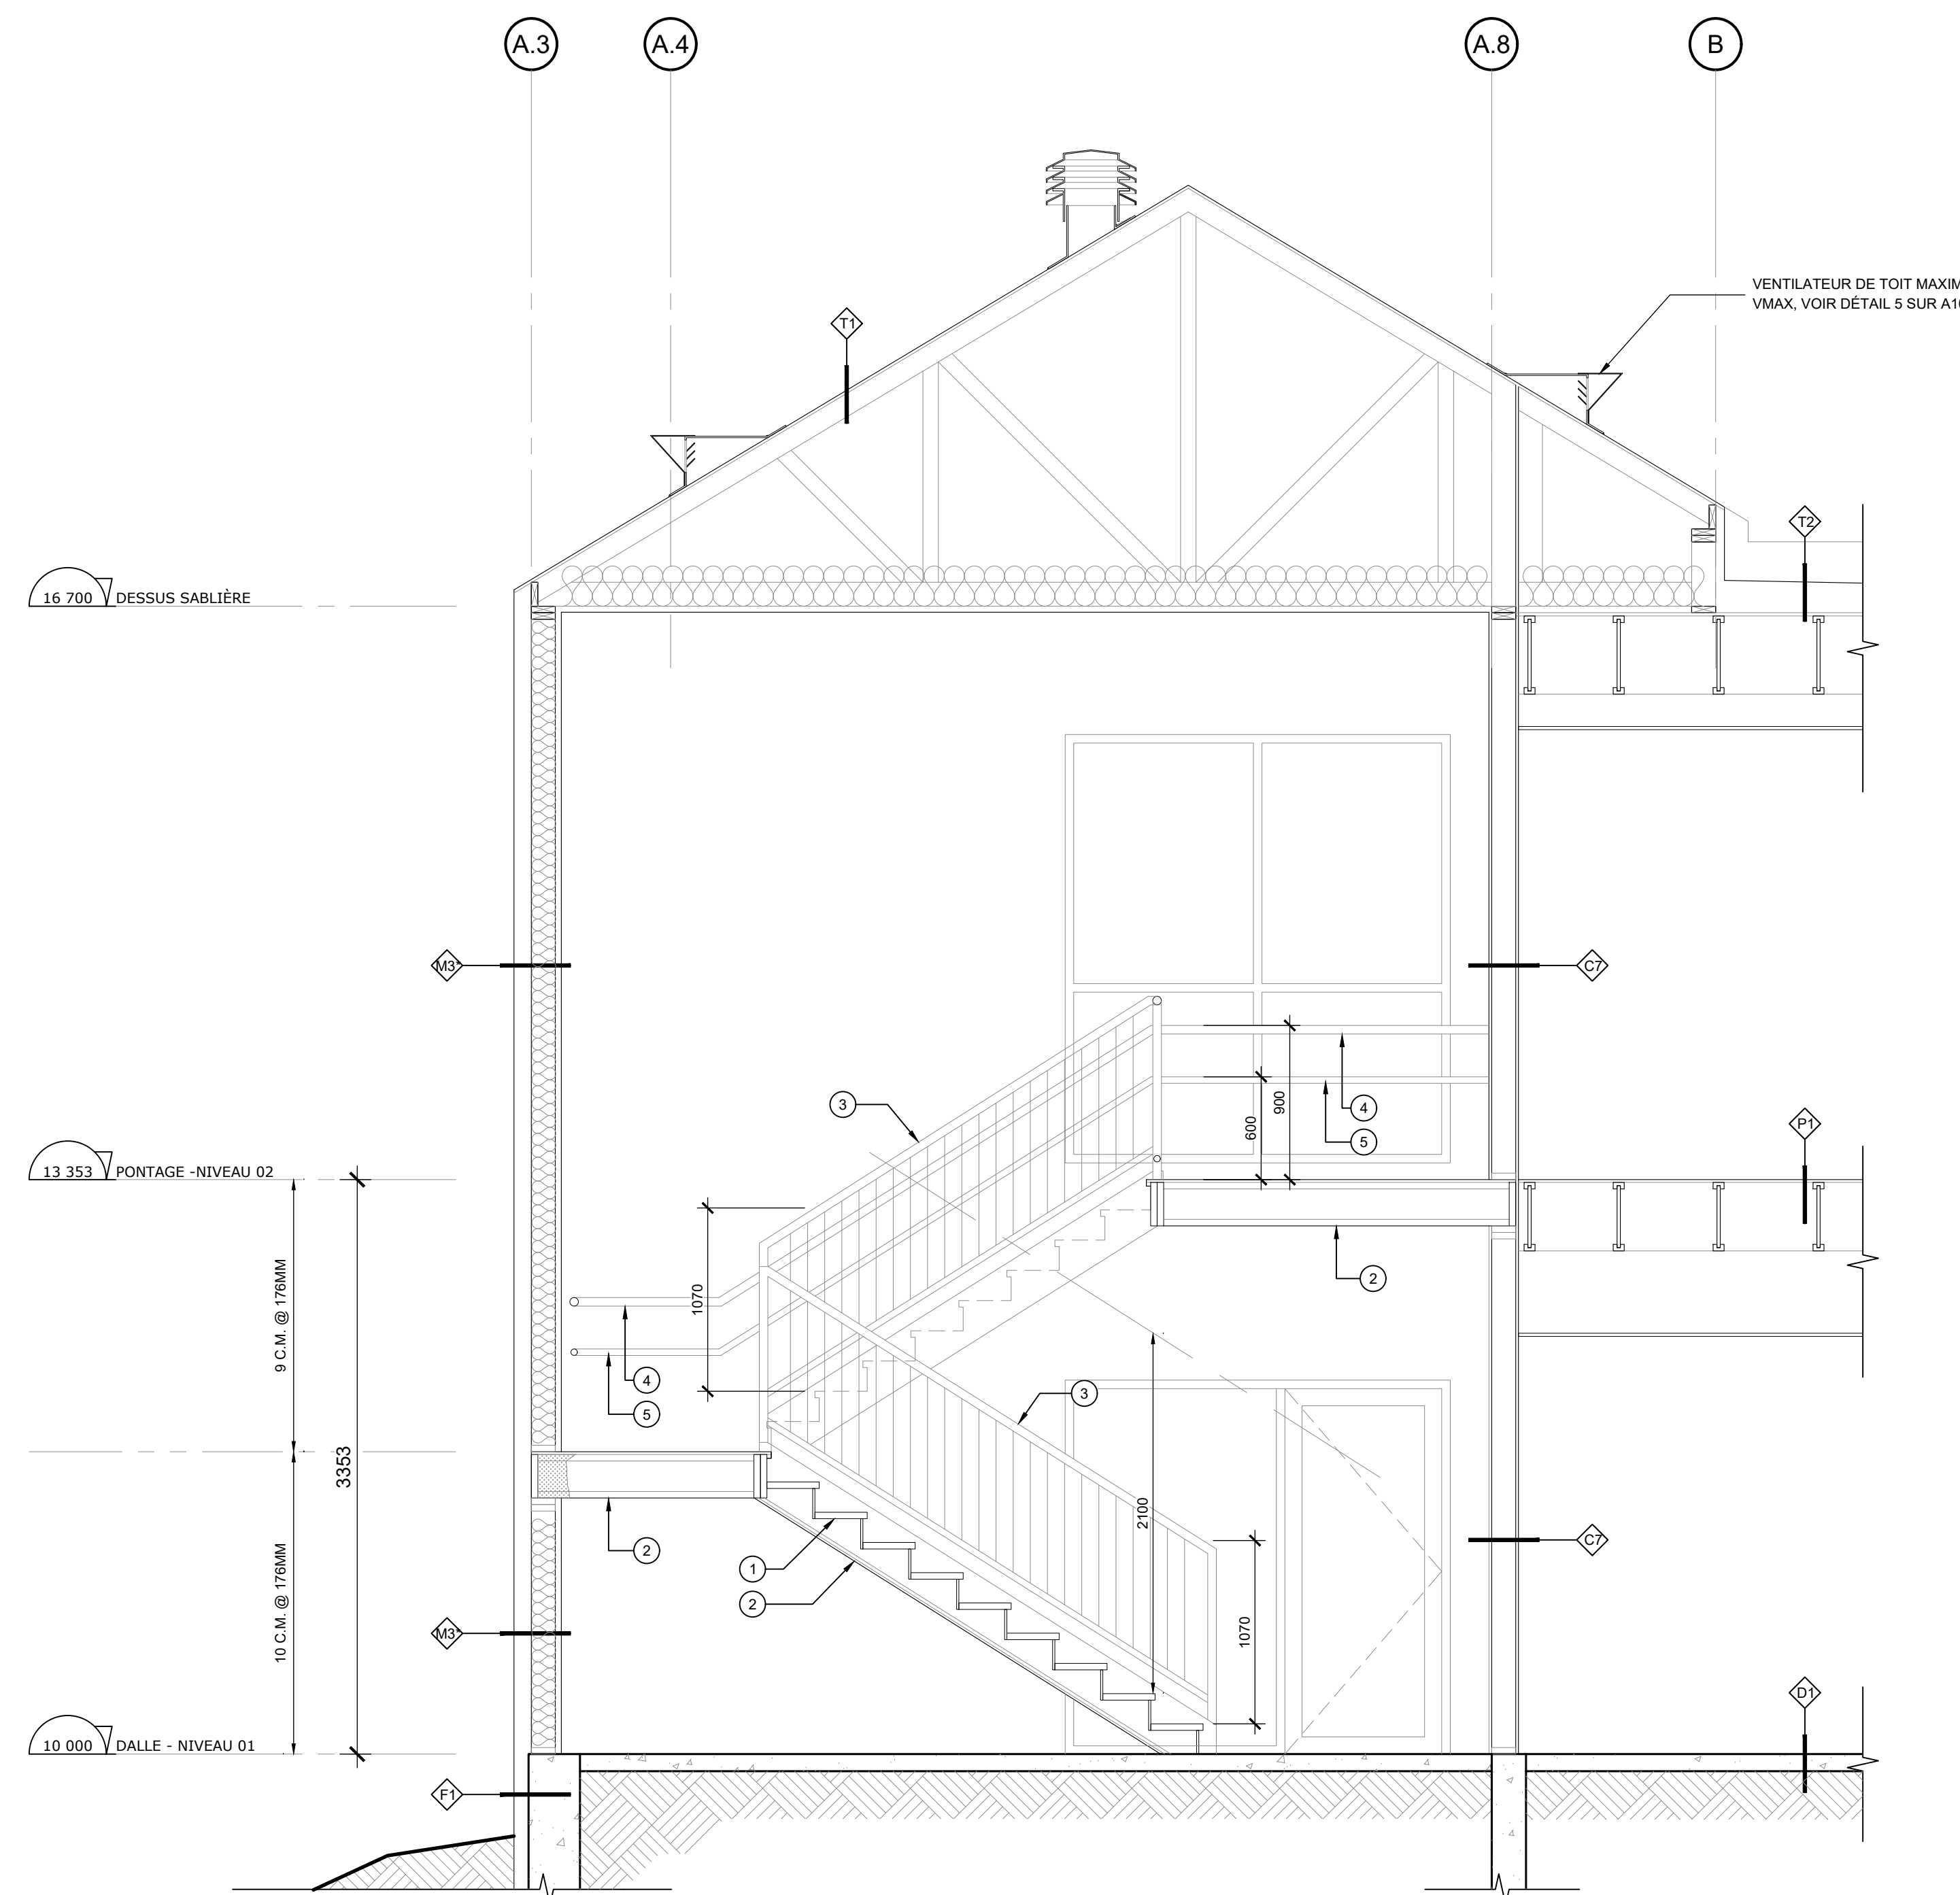 A.3
A.4
A.8
B
VENTILATEUR DE TOIT
VMAX, VOIR DÉTAIL 5 SUR
T1
T2
16 700 DESSUS SABLIÈRE
M3*
C7
900
600
3
4
5
P1
13 353 PONTAGE -NIVEAU 02
2
1070
9 C.M. @ 176MM
4
5
3
3353
2100
2
1
2
C7
10 C.M. @ 176MM
1070
M3*
D1
10 000 DALLE - NIVEAU 01
F1